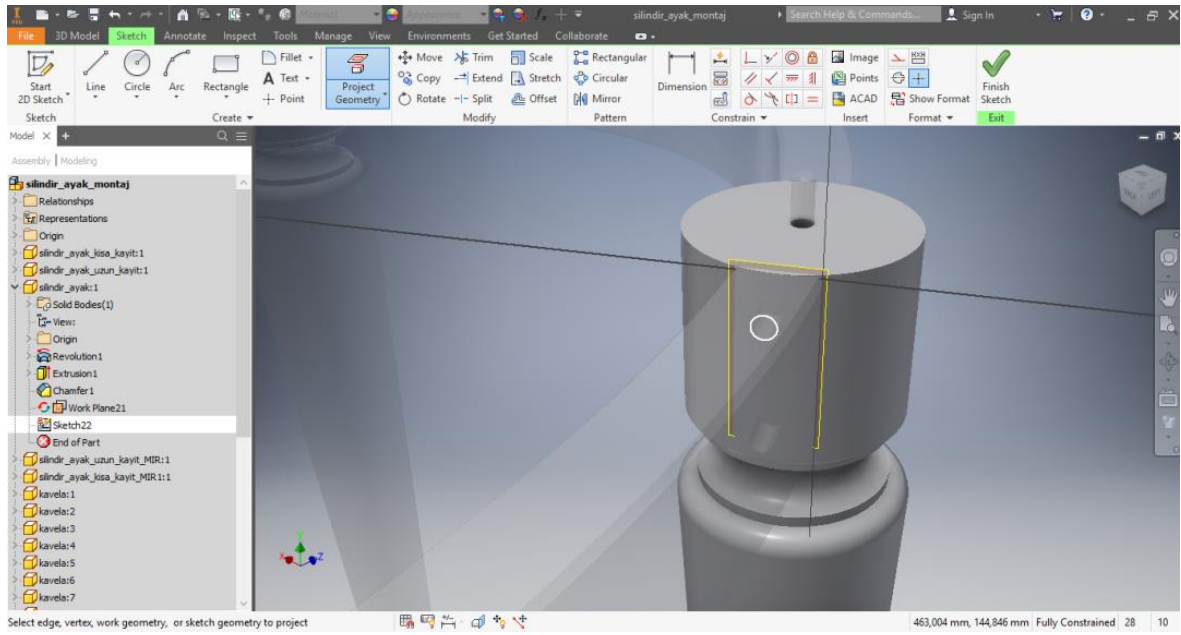 PRO
Material
Appearance
silindir_ayak_montaj
Search Help & Commands...
Sign In
File 3D Model Sketch Annotate Inspect Tools Manage View Environments Get Started Collaborate
Start 2D Sketch
Line
Circle
Arc
Rectangle
Fillet
Text
Point
Project Geometry
Move
Copy
Rotate
Trim
Extend
Split
Scale
Stretch
Offset
Rectangular
Circular
Mirror
Dimension
Image
Points
ACAD
Show Format
Finish Sketch
Sketch Create Modify Pattern Constrain Insert Format Exit
Model
Assembly | Modeling
silindir_ayak_montaj
Relationships
Representations
Origin
silindir_ayak_kisa_kayit:1
silindir_ayak_uzun_kayit:1
silindir_ayak:1
Solid Bodies(1)
View:
Origin
Revolution1
Extrusion1
Chamfer1
Work Plane21
Sketch22
End of Part
silindir_ayak_uzun_kayit_MIR:1
silindir_ayak_kisa_kayit_MIR1:1
kavela:1
kavela:2
kavela:3
kavela:4
kavela:5
kavela:6
kavela:7
BACK
LEFT
Y
X
Z
Select edge, vertex, work geometry, or sketch geometry to project
463,004 mm, 144,846 mm Fully Constrained 28 10